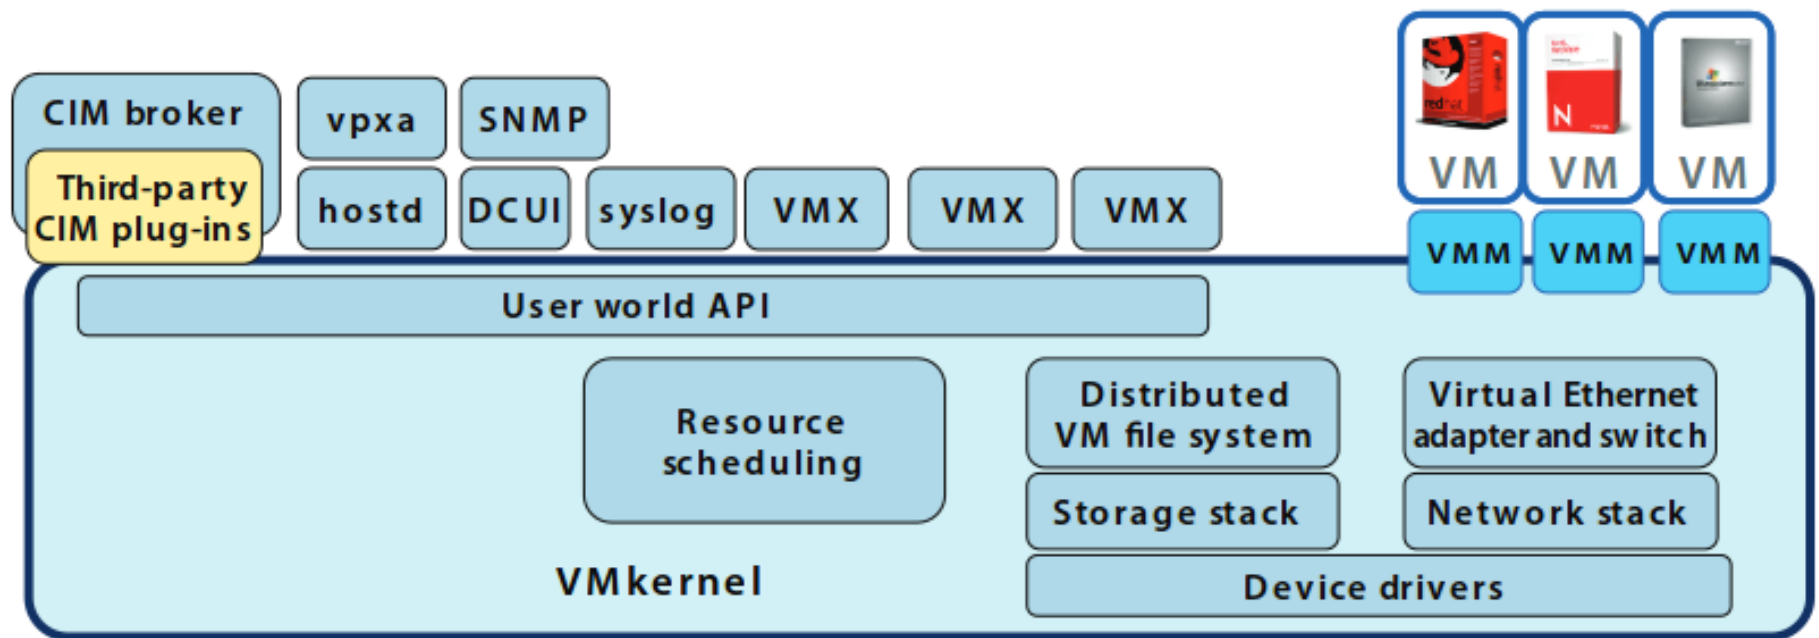 CIM broker
Third-party
CIM plug-ins
vpxa
SNMP
hostd
DCUI
syslog
VMX
VMX
VMX
redhat
N
VM
VM
VM
VMM
VMM
VMM
User world API
Resource
scheduling
Distributed
VM file system
Virtual Ethernet
adapter and switch
Storage stack
Network stack
VMkernel
Device drivers